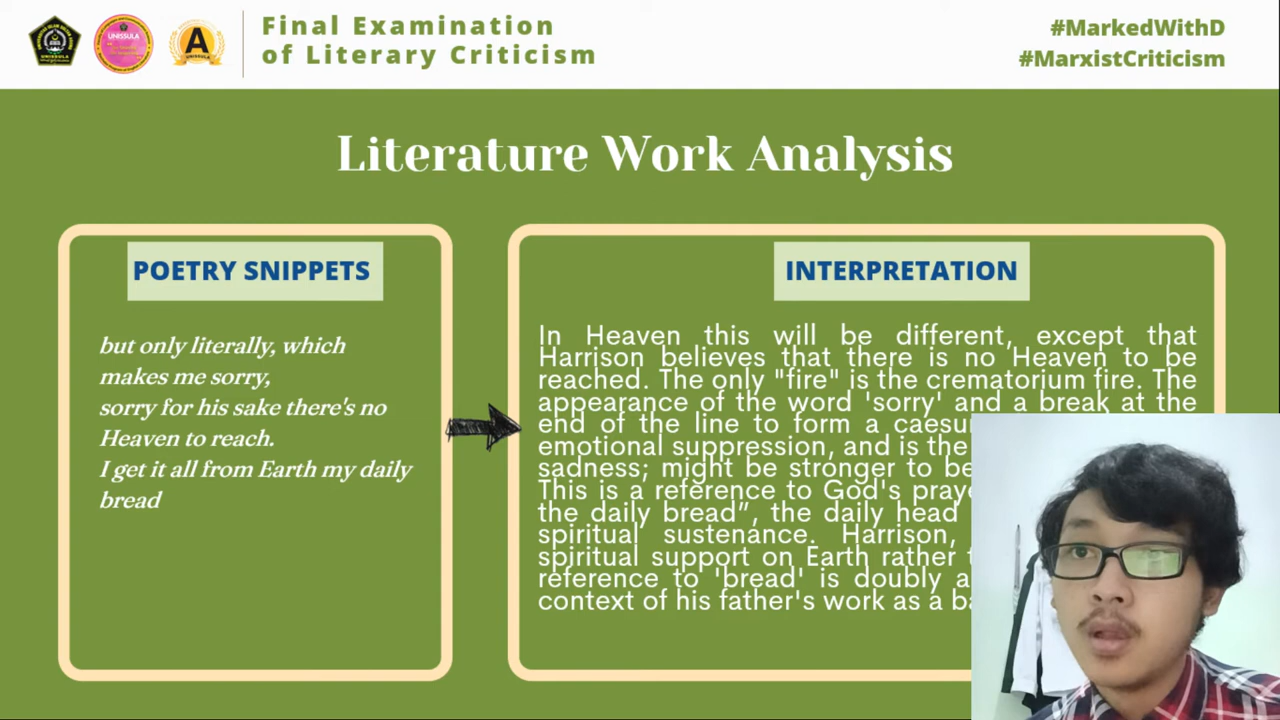 Final Examination
of Literary Criticism
#MarkedWithD
#MarxistCriticism
UNISSULA
A
UNISSULA
Literature Work Analysis
POETRY SNIPPETS
but only literally, which
makes me sorry,
sorry for his sake there's no
Heaven to reach.
I get it all from Earth my daily
bread
INTERPRETATION
In Heaven this will be different, except that
Harrison believes that there is no Heaven to be
reached. The only "fire" is the crematorium fire. The
appearance of the word 'sorry' and a break at the
end of the line to form a
emotional suppression, and is the
sadness; might be stronger to
This is a reference to God's
the daily bread”, the daily head
spiritual sustenance. Harrison,
spiritual support on Earth rather
reference to 'bread' is doubly
context of his father's work as a